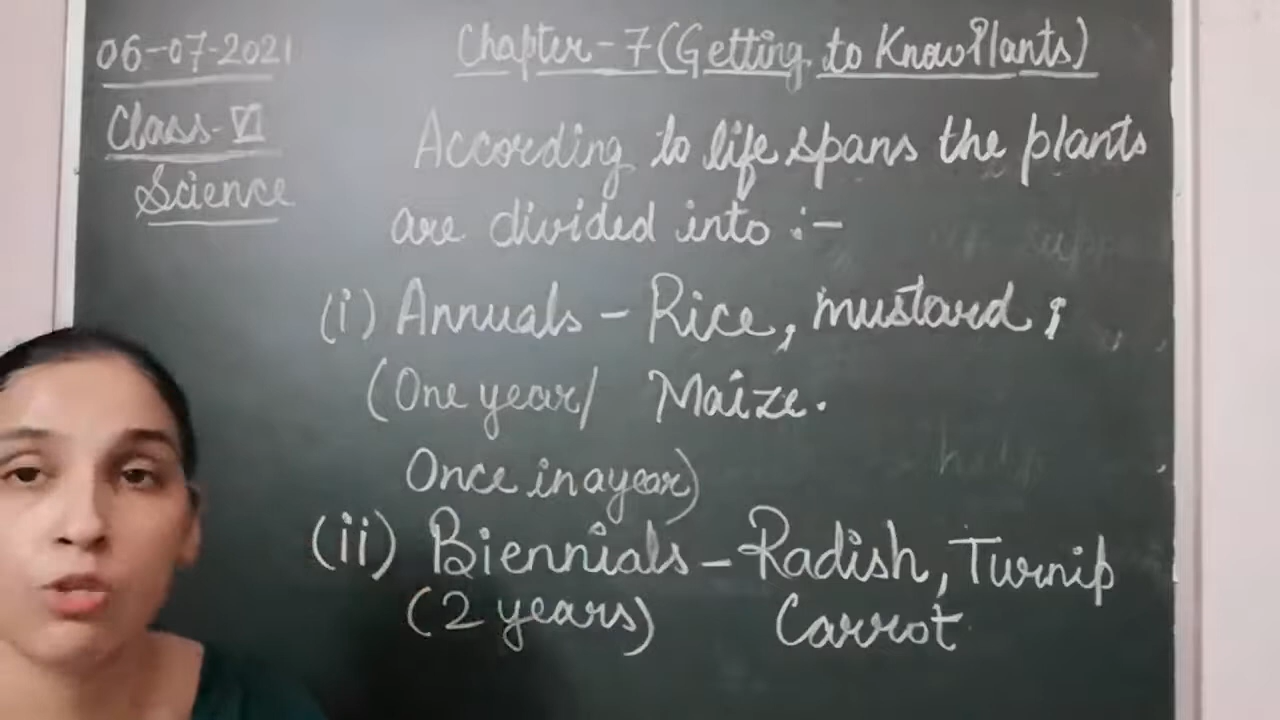 06-07-2021
Class-VI
Science
Chapter-7 (Getting to Know Plants)
According to life spans the plants
are divided into :-
(i) Annuals - Rice, mustard,
(One year/ Maize.
Once in a year)
(ii) Biennials - Radish, Turnip
(2 years) Carrot